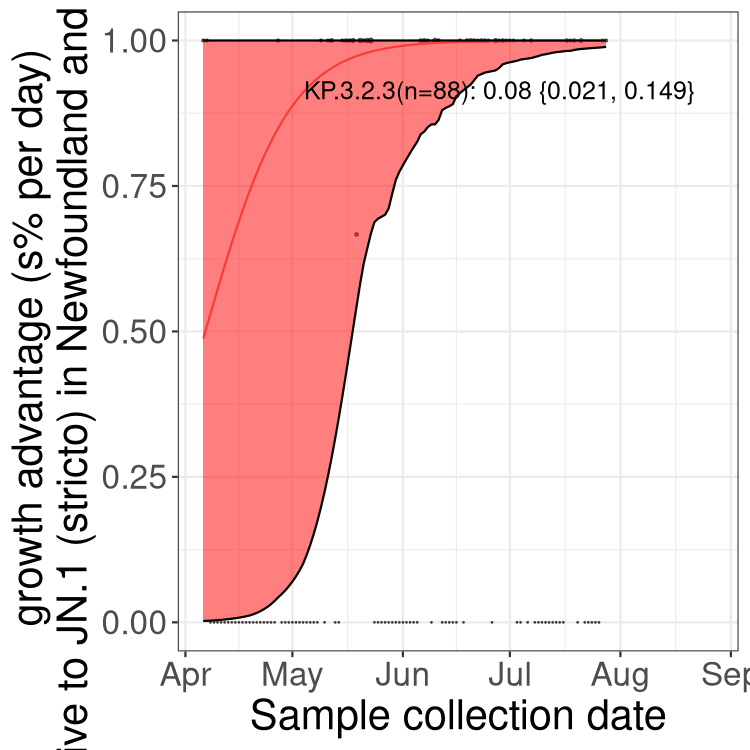 growth advantage (s% per day)
ive to JN.1 (stricto) in Newfoundland and
1.00
0.75
0.50
0.25
0.00
KP.3.2.3(n=88): 0.08 {0.021, 0.149}
Apr May Jun Jul Aug Sep
Sample collection date